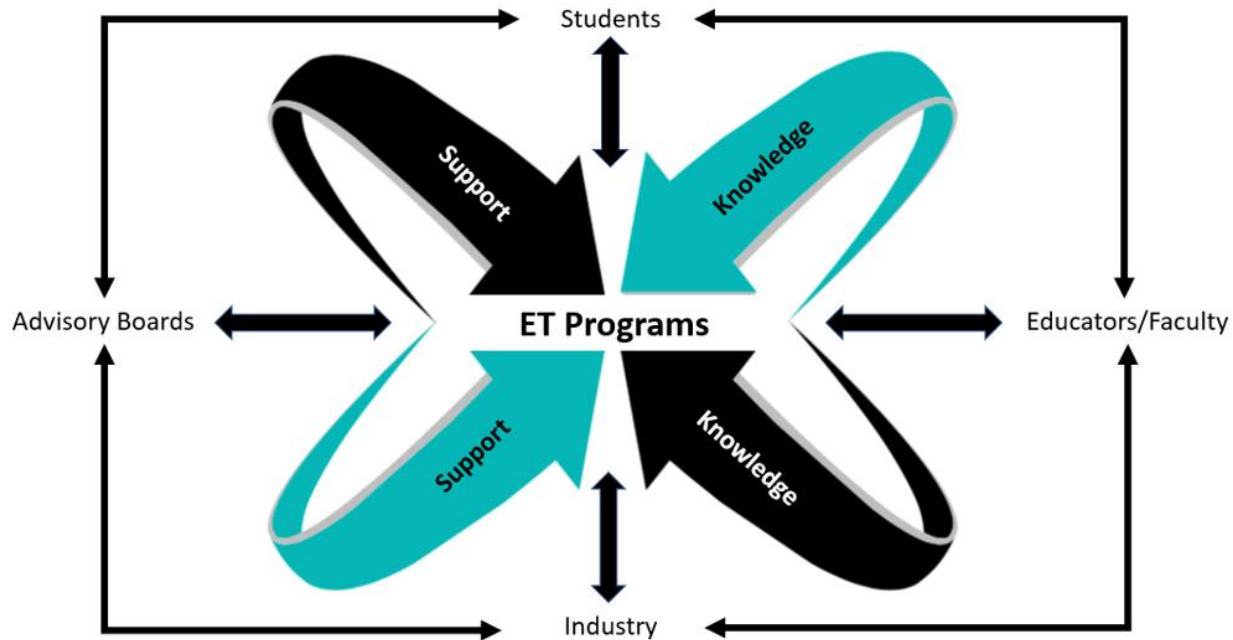 Students
Support
Knowledge
Advisory Boards
ET Programs
Educators/Faculty
Support
Knowledge
Industry